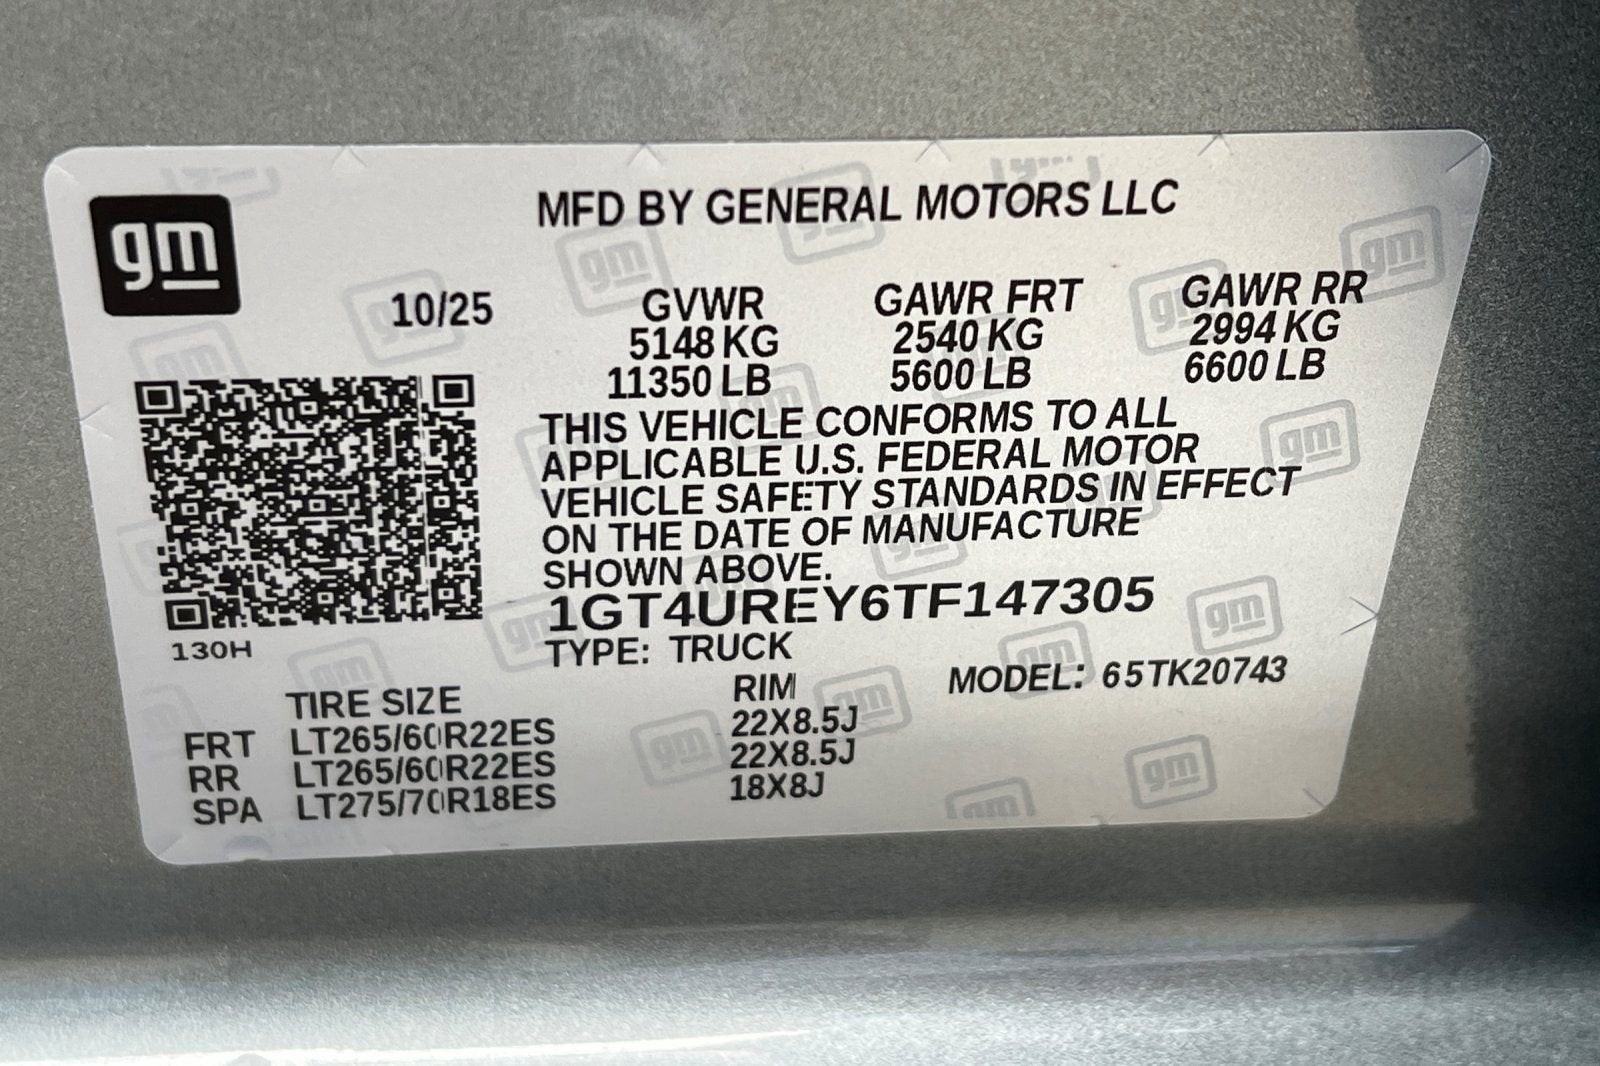 gm
MFD BY GENERAL MOTORS LLC
10/25 GVWR GAWR FRT GAWR RR
5148 KG 2540 KG 2994 KG
11350 LB 5600 LB 6600 LB
THIS VEHICLE CONFORMS TO ALL
APPLICABLE U.S. FEDERAL MOTOR
VEHICLE SAFETY STANDARDS IN EFFECT
ON THE DATE OF MANUFACTURE
SHOWN ABOVE.
1GT4UREY6TF147305
130H
TYPE: TRUCK
MODEL: 65TK20743
TIRE SIZE RIM
FRT LT265/60R22ES 22X8.5J
RR LT265/60R22ES 22X8.5J
SPA LT275/70R18ES 18X8J